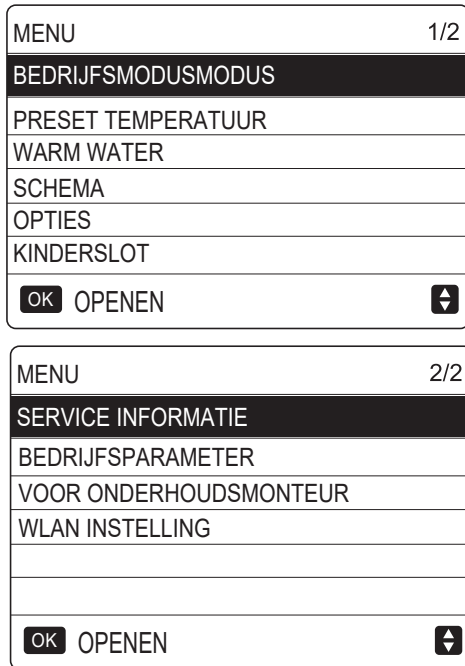 MENU 1/2
BEDRIJFSMODUSMODUS
PRESET TEMPERATUUR
WARM WATER
SCHEMA
OPTIES
KINDERSLOT
OK OPENEN
MENU 2/2
SERVICE INFORMATIE
BEDRIJFSPARAMETER
VOOR ONDERHOUDSMONTEUR
WLAN INSTELLING
OK OPENEN